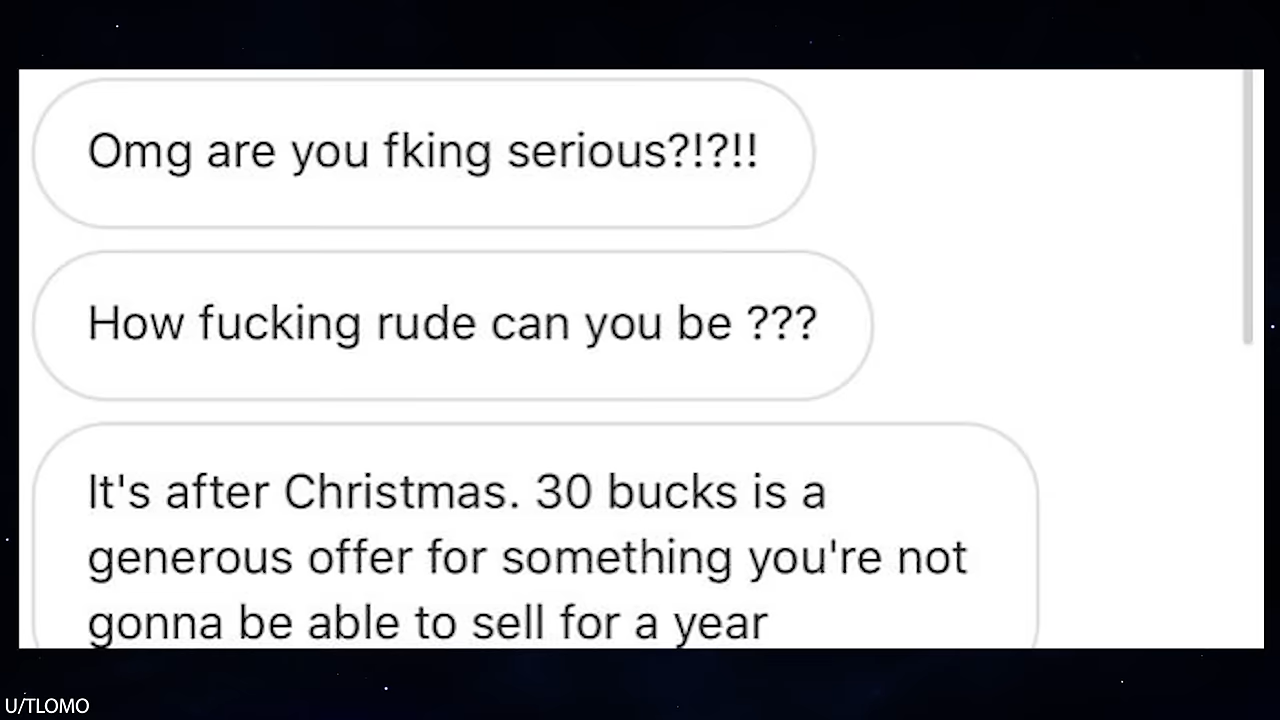 Omg are you fking serious?!?!!
How fucking rude can you be ???
It's after Christmas. 30 bucks is a
generous offer for something you're not
gonna be able to sell for a year
U/TLOMO